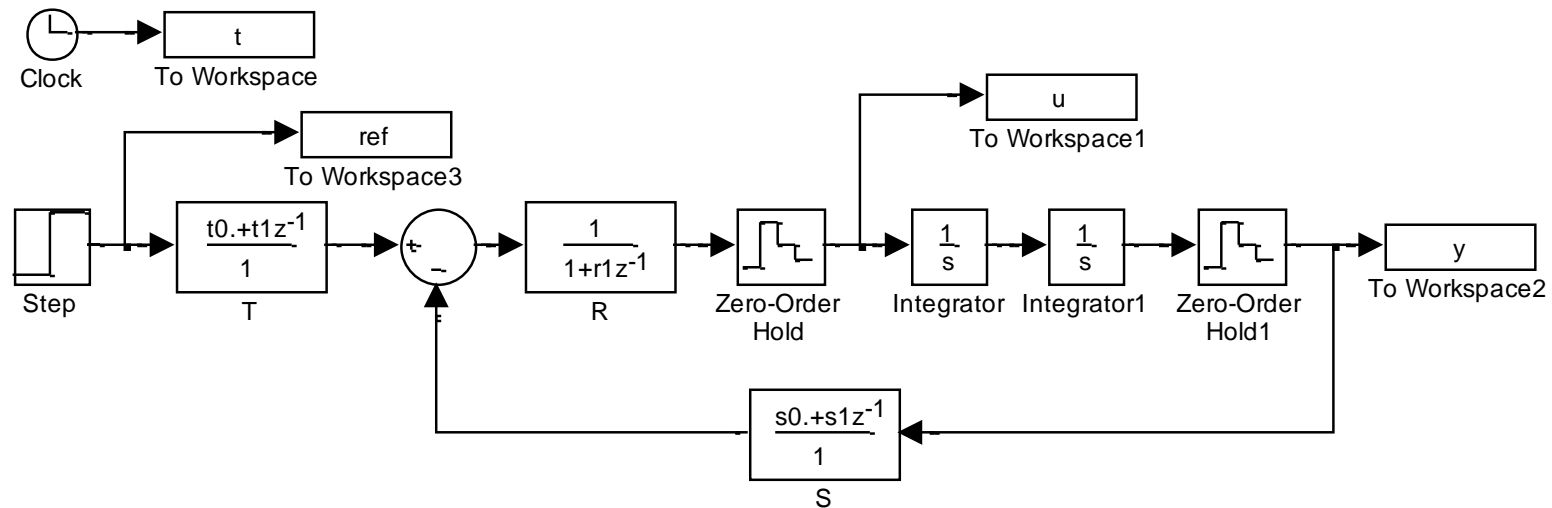 t
Clock
To Workspace
u
To Workspace1
ref
To Workspace3
t0.+t1z-1
1
1
1+r1z-1
1
s
1
s
y
Step
T
R
Zero-Order
Hold
Integrator
Integrator1
Zero-Order
Hold1
To Workspace2
s0.+s1z-1
1
S